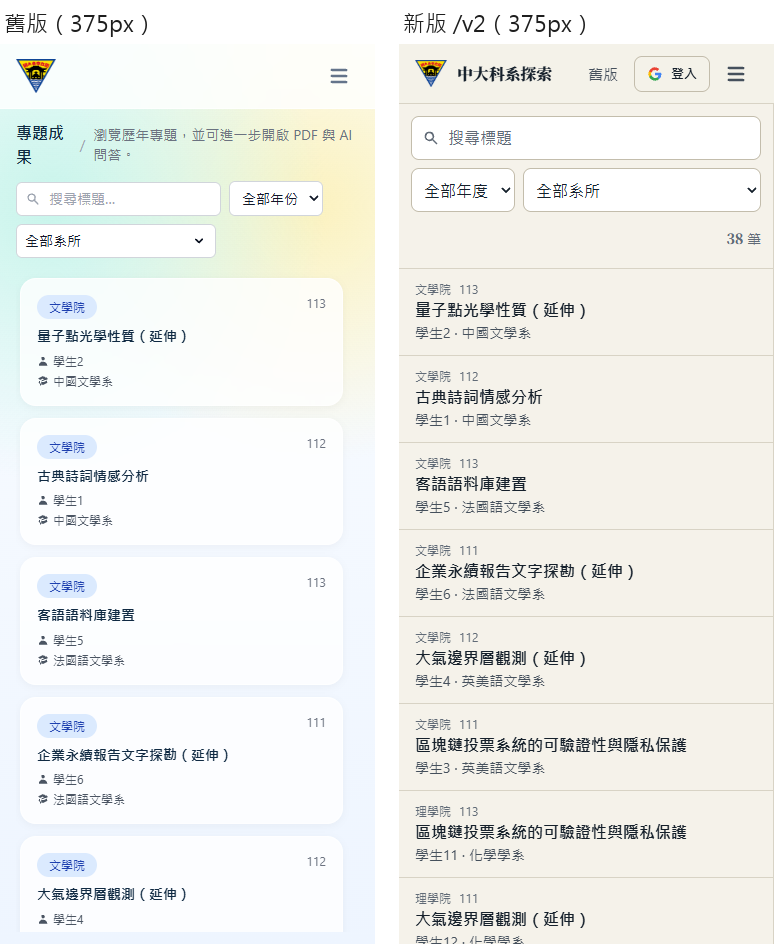 舊版（375px）
專題成果
/
瀏覽歷年專題，並可進一步開啟 PDF 與 AI
問答。
搜尋標題...
全部年份
全部系所
文學院
113
量子點光學性質（延伸）
學生2
中國文學系
文學院
112
古典詩詞情感分析
學生1
中國文學系
文學院
113
客語語料庫建置
學生5
法國語文學系
文學院
111
企業永續報告文字探勘（延伸）
學生6
法國語文學系
文學院
112
大氣邊界層觀測（延伸）
學生4
新版 /v2（375px）
中大科系探索
舊版
登入
搜尋標題
全部年度
全部系所
38 筆
文學院 113
量子點光學性質（延伸）
學生2 · 中國文學系
文學院 112
古典詩詞情感分析
學生1 · 中國文學系
文學院 113
客語語料庫建置
學生5 · 法國語文學系
文學院 111
企業永續報告文字探勘（延伸）
學生6 · 法國語文學系
文學院 112
大氣邊界層觀測（延伸）
學生4 · 英美語文學系
文學院 111
區塊鏈投票系統的可驗證性與隱私保護
學生3 · 英美語文學系
理學院 113
區塊鏈投票系統的可驗證性與隱私保護
學生11 · 化學學系
理學院 111
大氣邊界層觀測（延伸）
學生12 · 化學學系